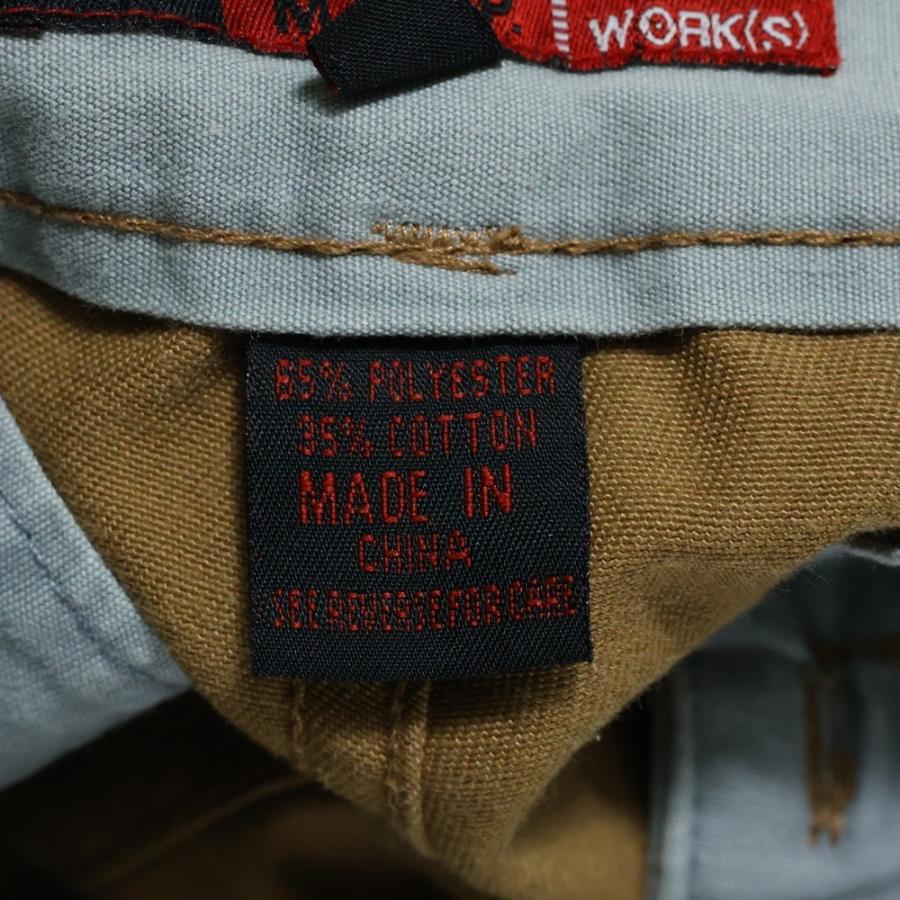 WORK(S)
65% POLYESTER
35% COTTON
MADE IN
CHINA
SEE REVERSE FOR CARE